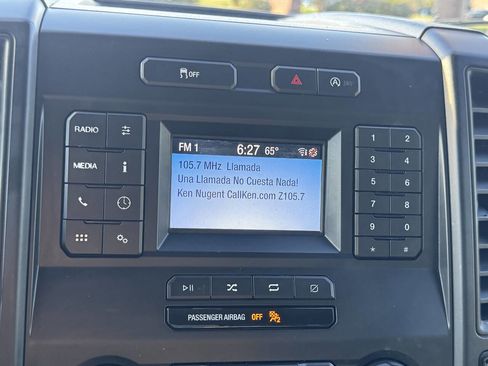 OFF
RADIO
MEDIA i
FM 1 6:27 65°
105.7 MHz Llamada
Una Llamada No Cuesta Nada!
Ken Nugent CallKen.com Z105.7
1 2
3 4
5 6
7 8
9 0
* #
PASSENGER AIRBAG OFF 2